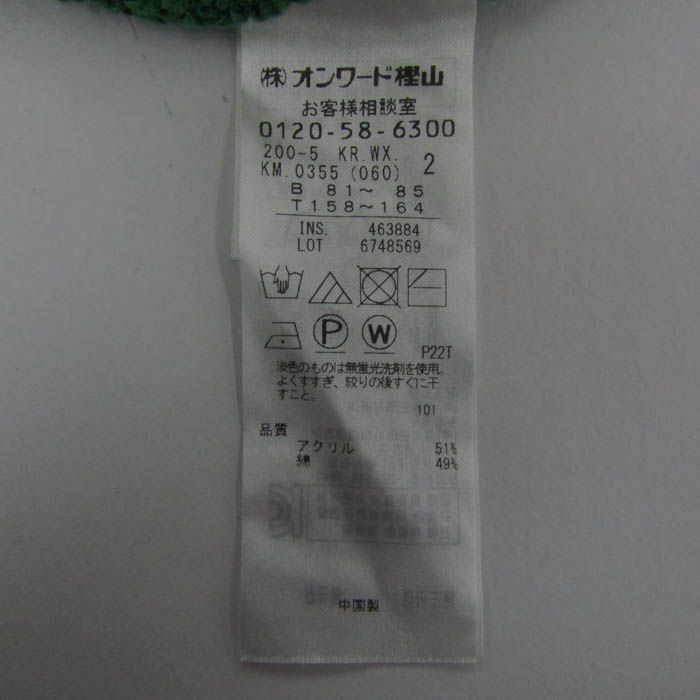 ㈱オンワード樫山
お客様相談室
0120-58-6300
200-5 KR.WX.
KM.0355 (060) 2
B 81~ 85
T158~164
INS. 463884
LOT 6748569
P W
P22T
淡色のものは無蛍光洗剤を使用。
よくすすぎ、絞りの後すぐに干
すこと。
101
品質
アクリル 51%
綿 49%
中国製